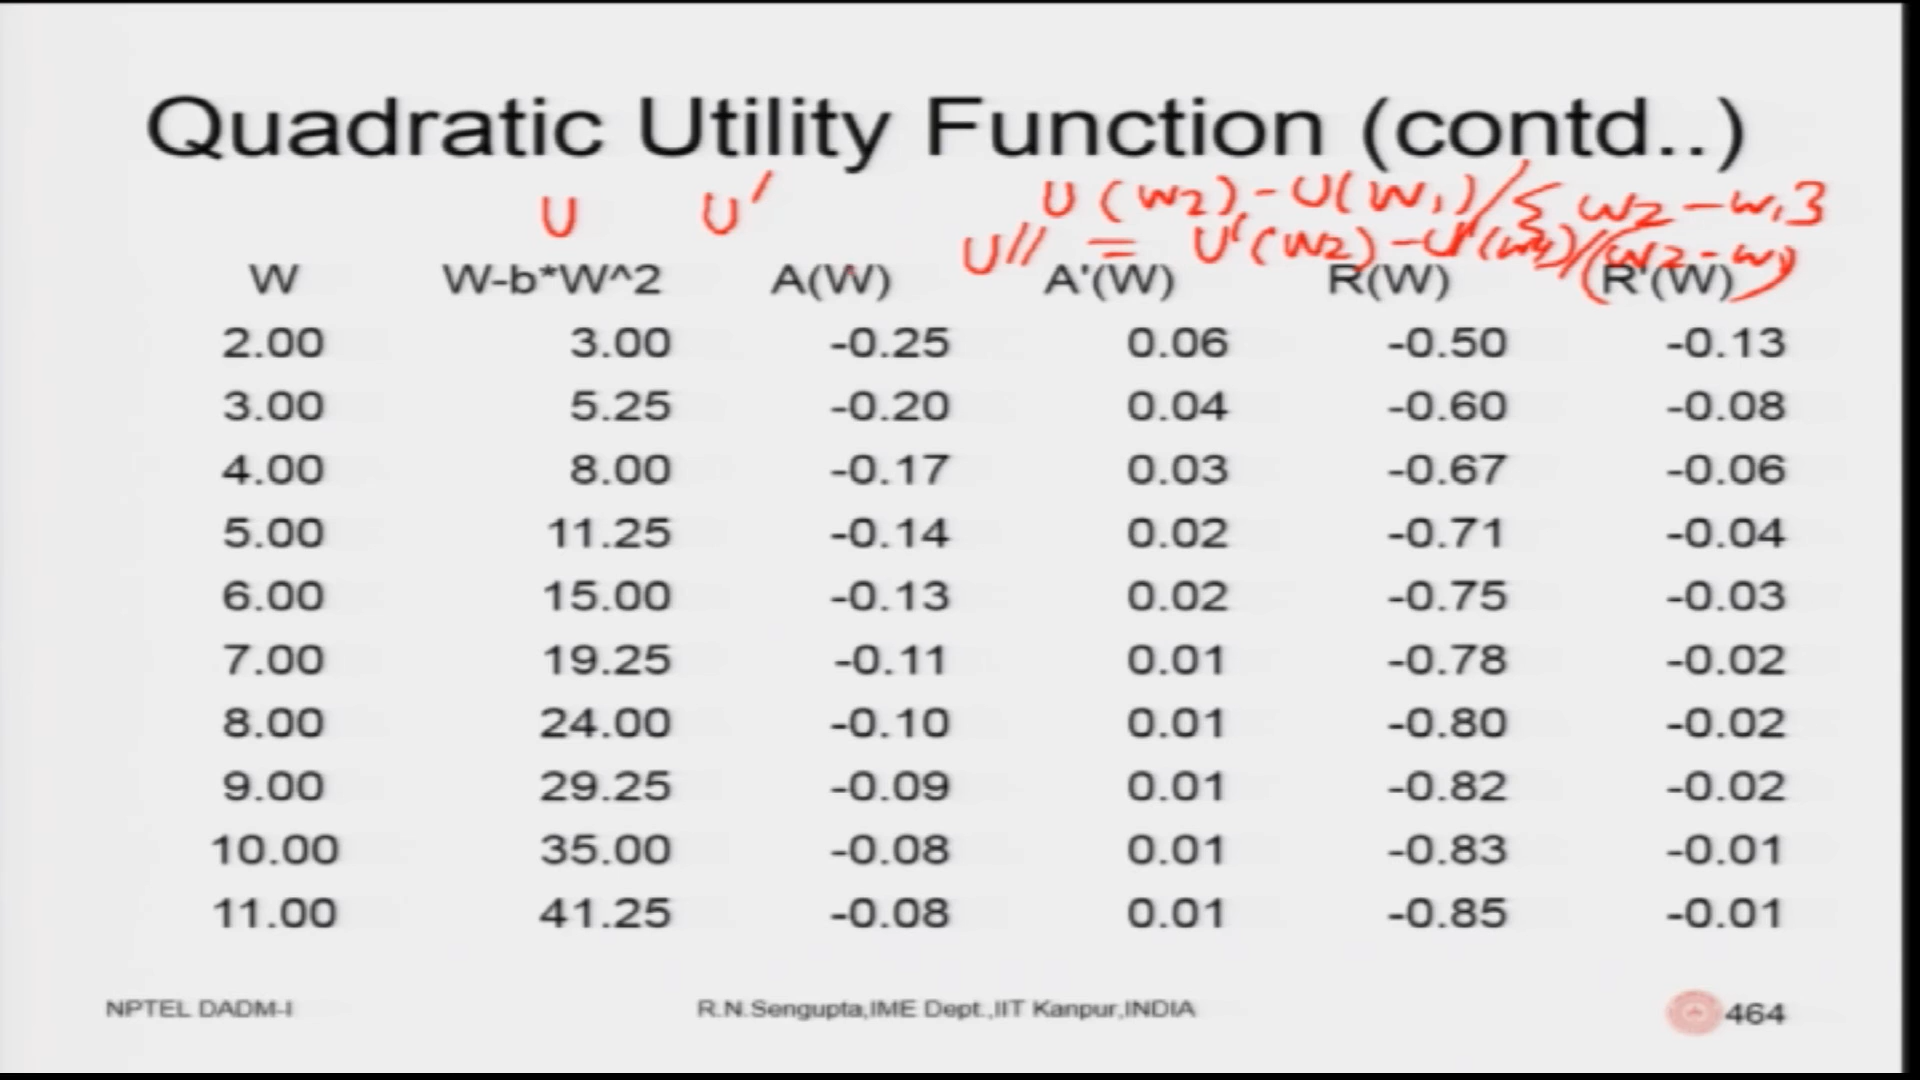 Quadratic Utility Function (contd..)
U U' U(W2) - U(W1)/{W2-W1}
U'' = U'(W2) - U'(W1)/(W2-W1)
W W-b*W^2 A(W) A'(W) R(W) R'(W)
2.00 3.00 -0.25 0.06 -0.50 -0.13
3.00 5.25 -0.20 0.04 -0.60 -0.08
4.00 8.00 -0.17 0.03 -0.67 -0.06
5.00 11.25 -0.14 0.02 -0.71 -0.04
6.00 15.00 -0.13 0.02 -0.75 -0.03
7.00 19.25 -0.11 0.01 -0.78 -0.02
8.00 24.00 -0.10 0.01 -0.80 -0.02
9.00 29.25 -0.09 0.01 -0.82 -0.02
10.00 35.00 -0.08 0.01 -0.83 -0.01
11.00 41.25 -0.08 0.01 -0.85 -0.01
NPTEL DADM-I R.N.Sengupta,IME Dept.,IIT Kanpur,INDIA 464